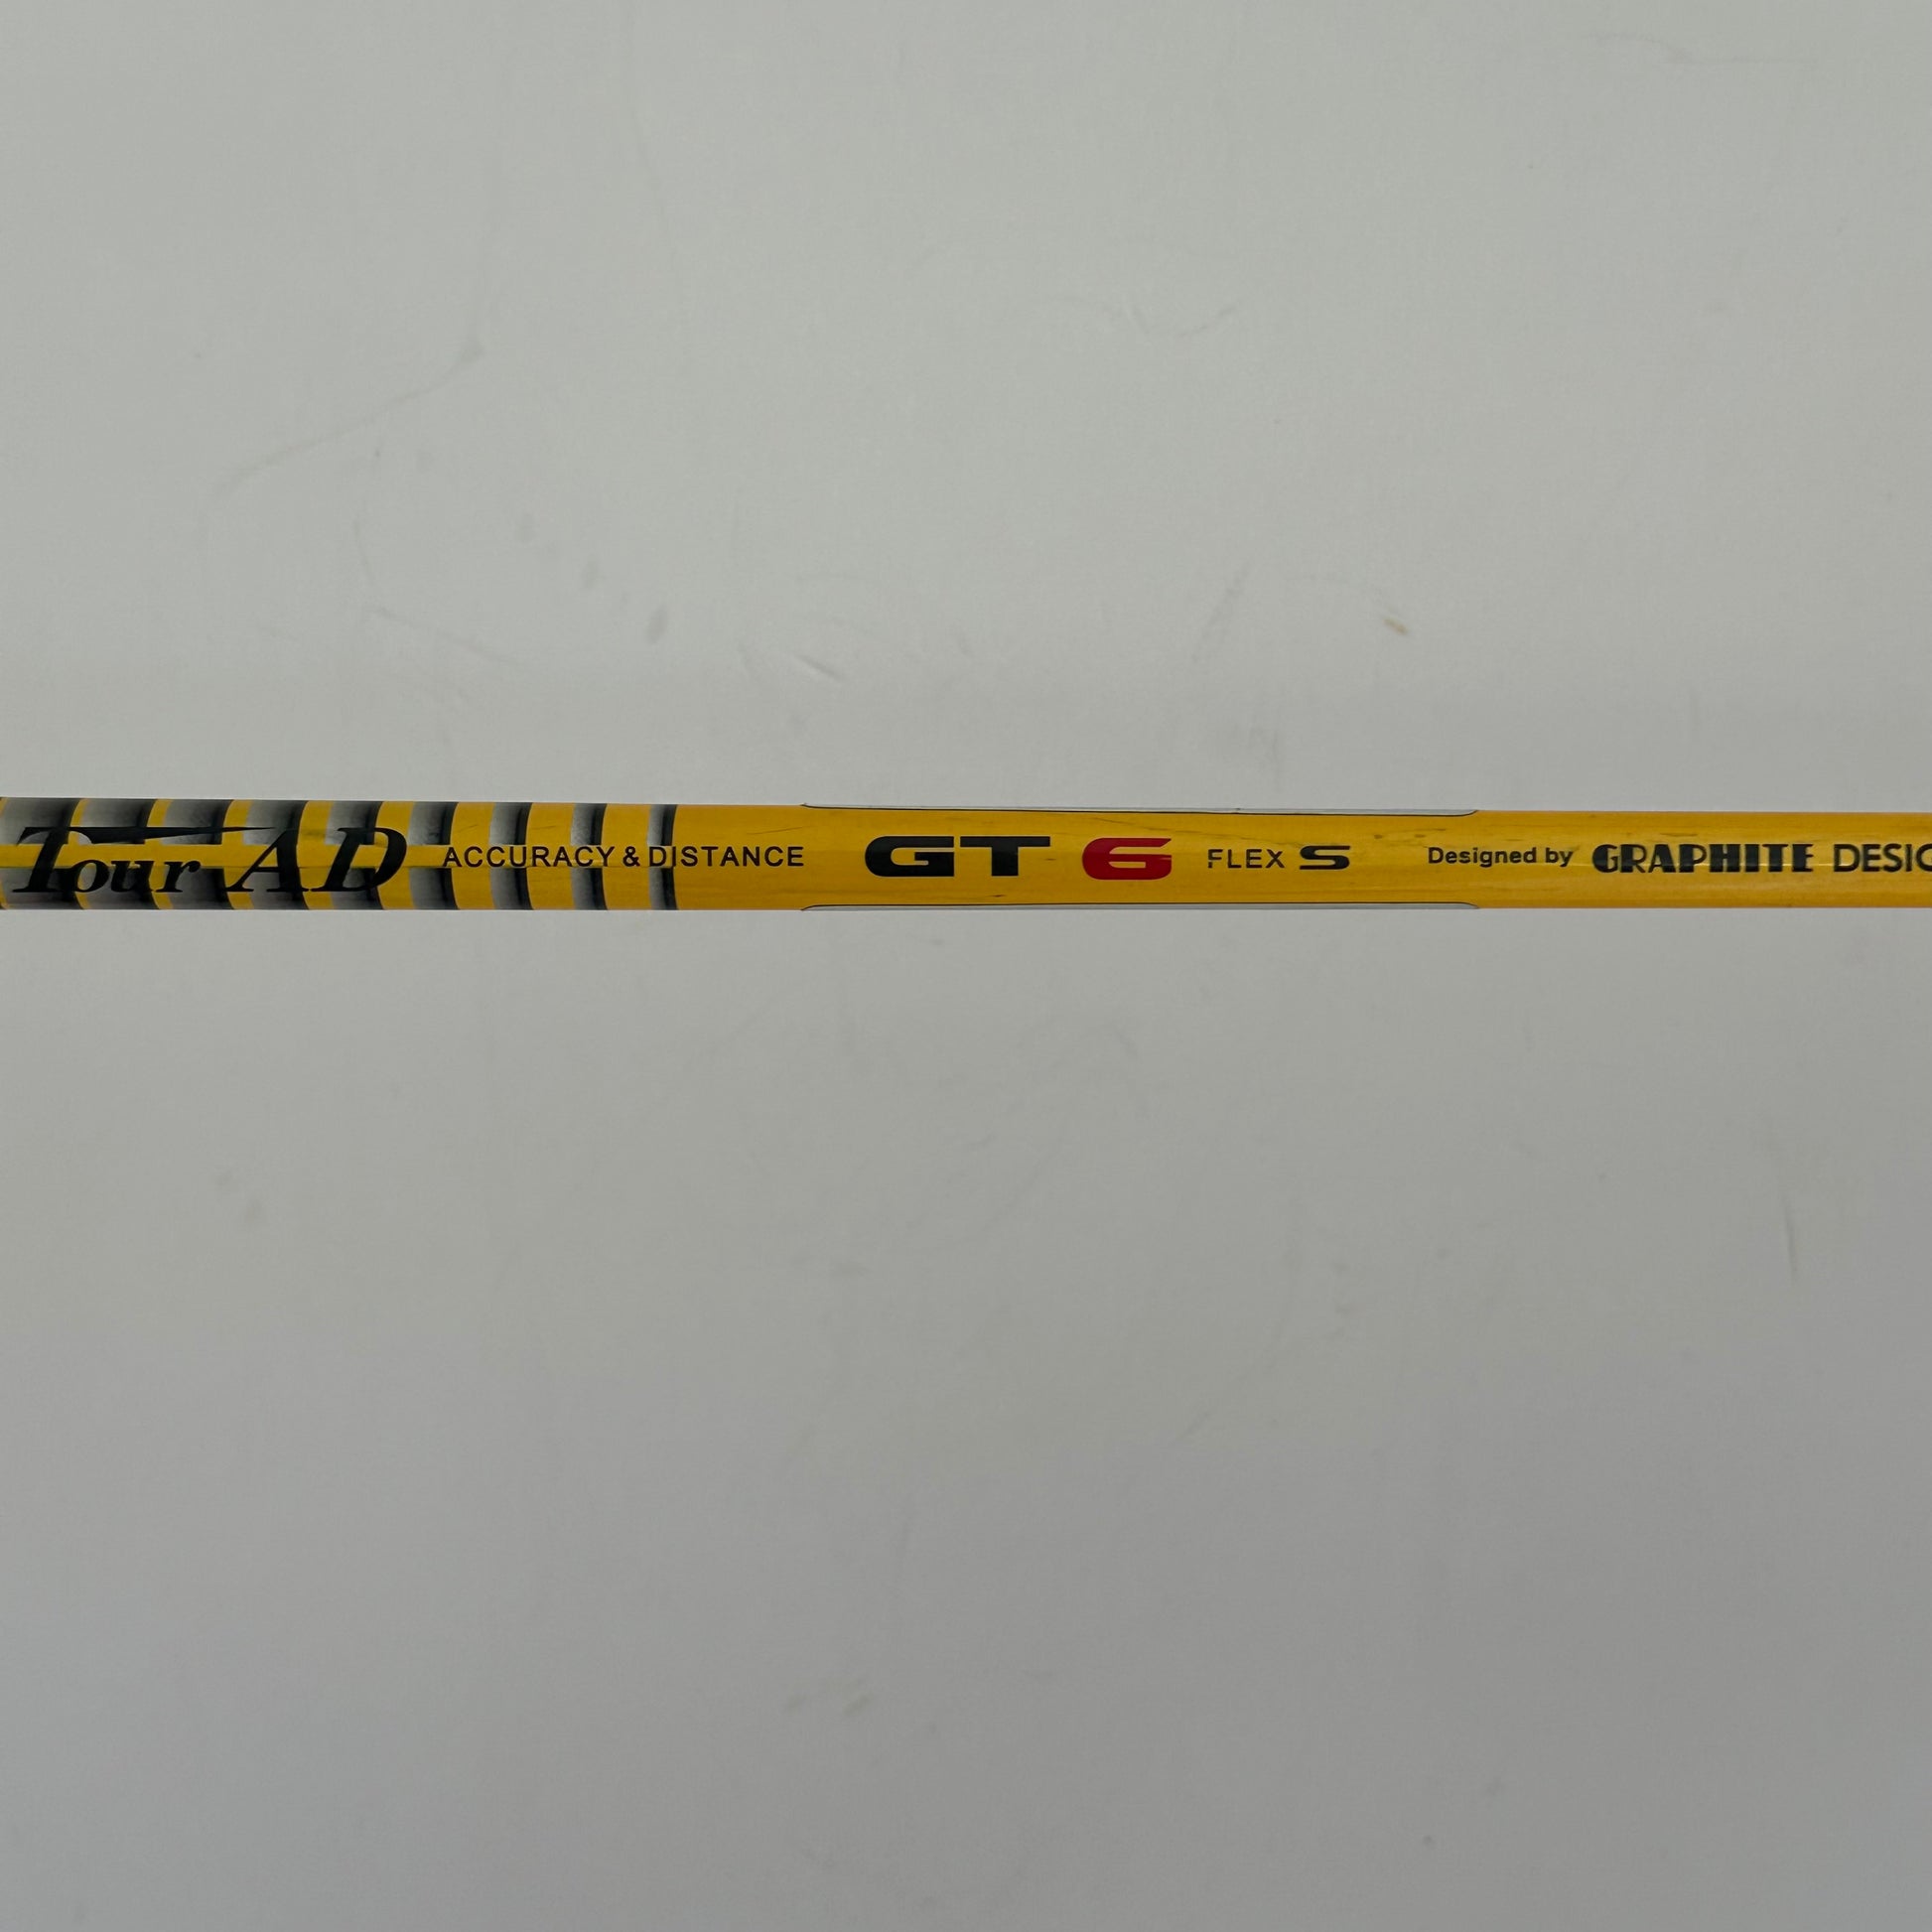 Tour AD ACCURACY & DISTANCE GT 6 FLEX S Designed by GRAPHITE DESIG